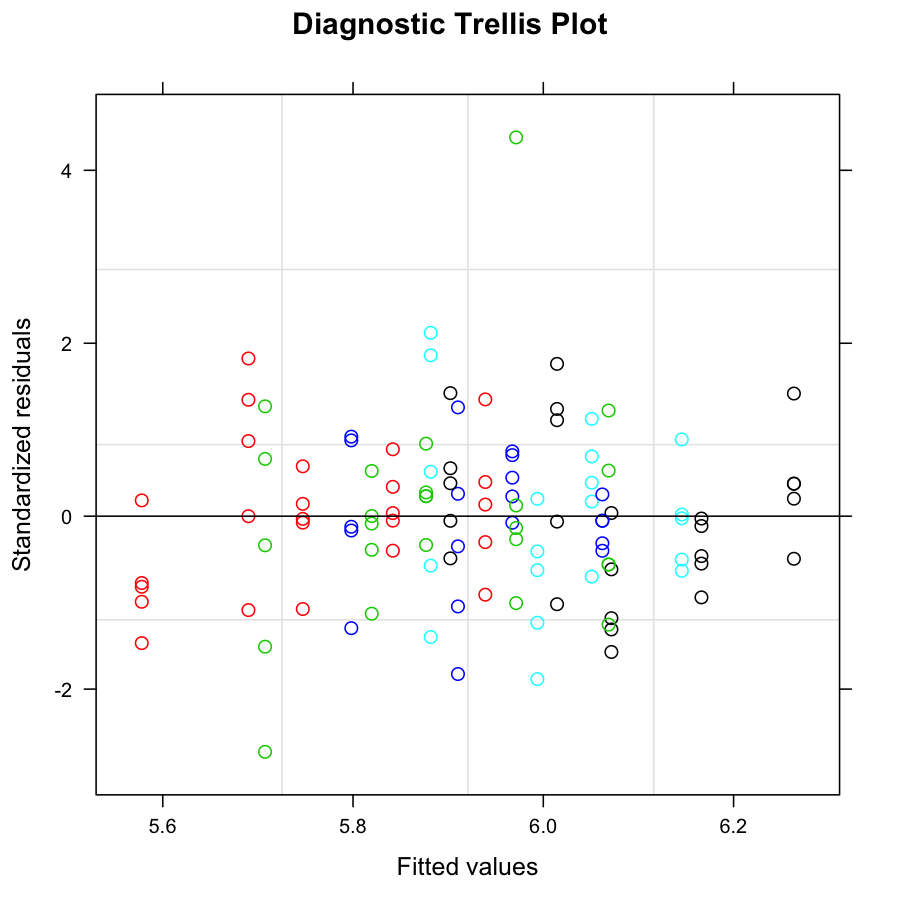 Diagnostic Trellis Plot
Standardized residuals
4
2
0
-2
5.6 5.8 6.0 6.2
Fitted values